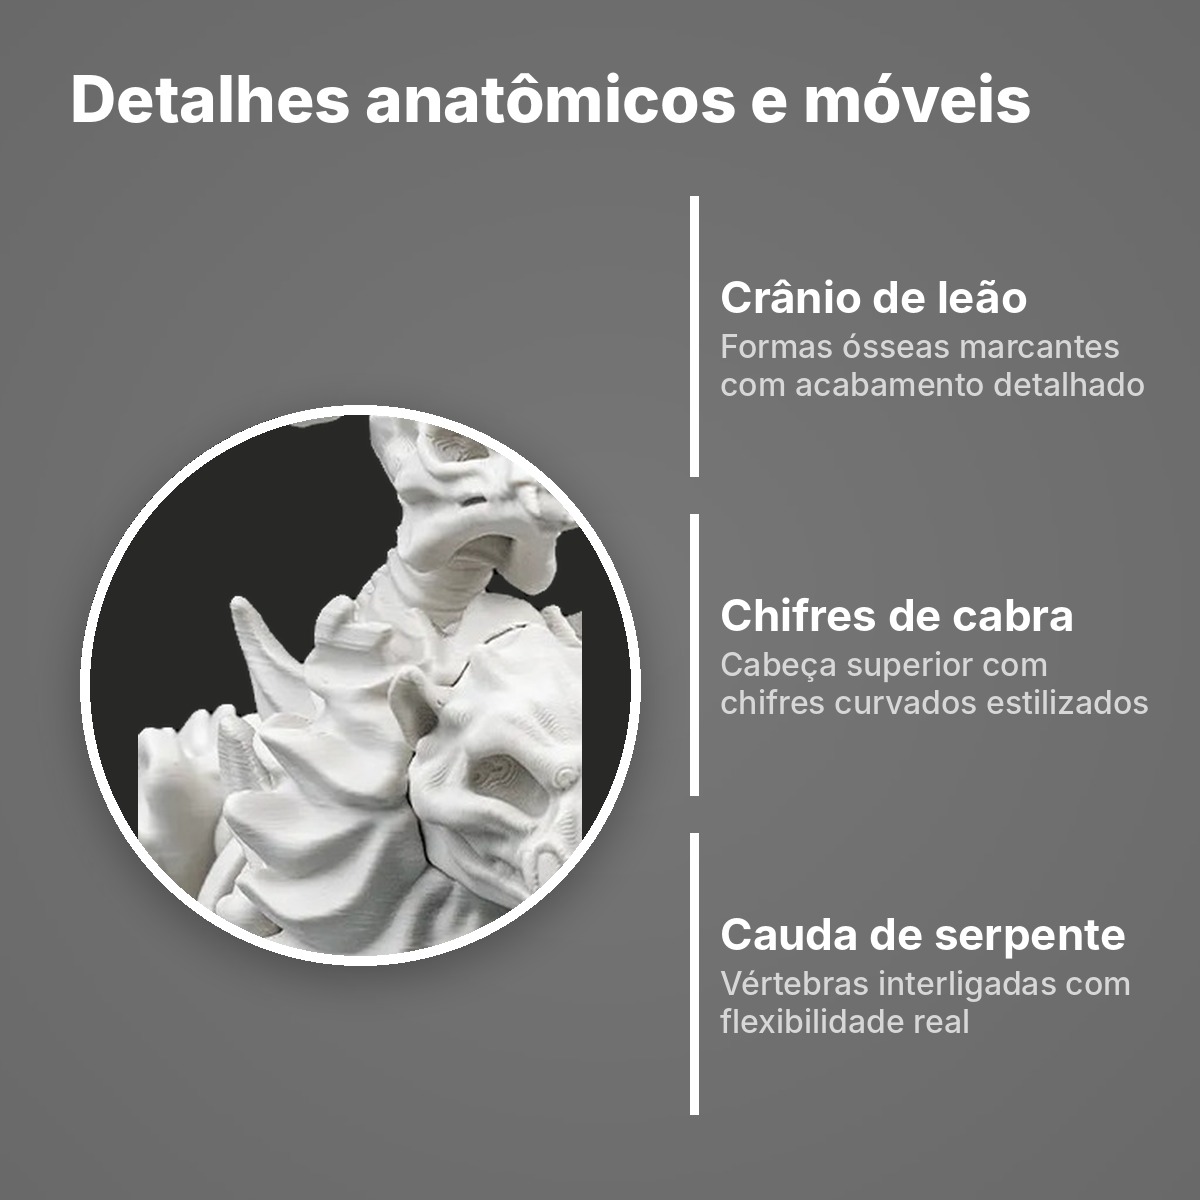 Detalhes anatômicos e móveis
Crânio de leão
Formas ósseas marcantes
com acabamento detalhado
Chifres de cabra
Cabeça superior com
chifres curvados estilizados
Cauda de serpente
Vértebras interligadas com
flexibilidade real